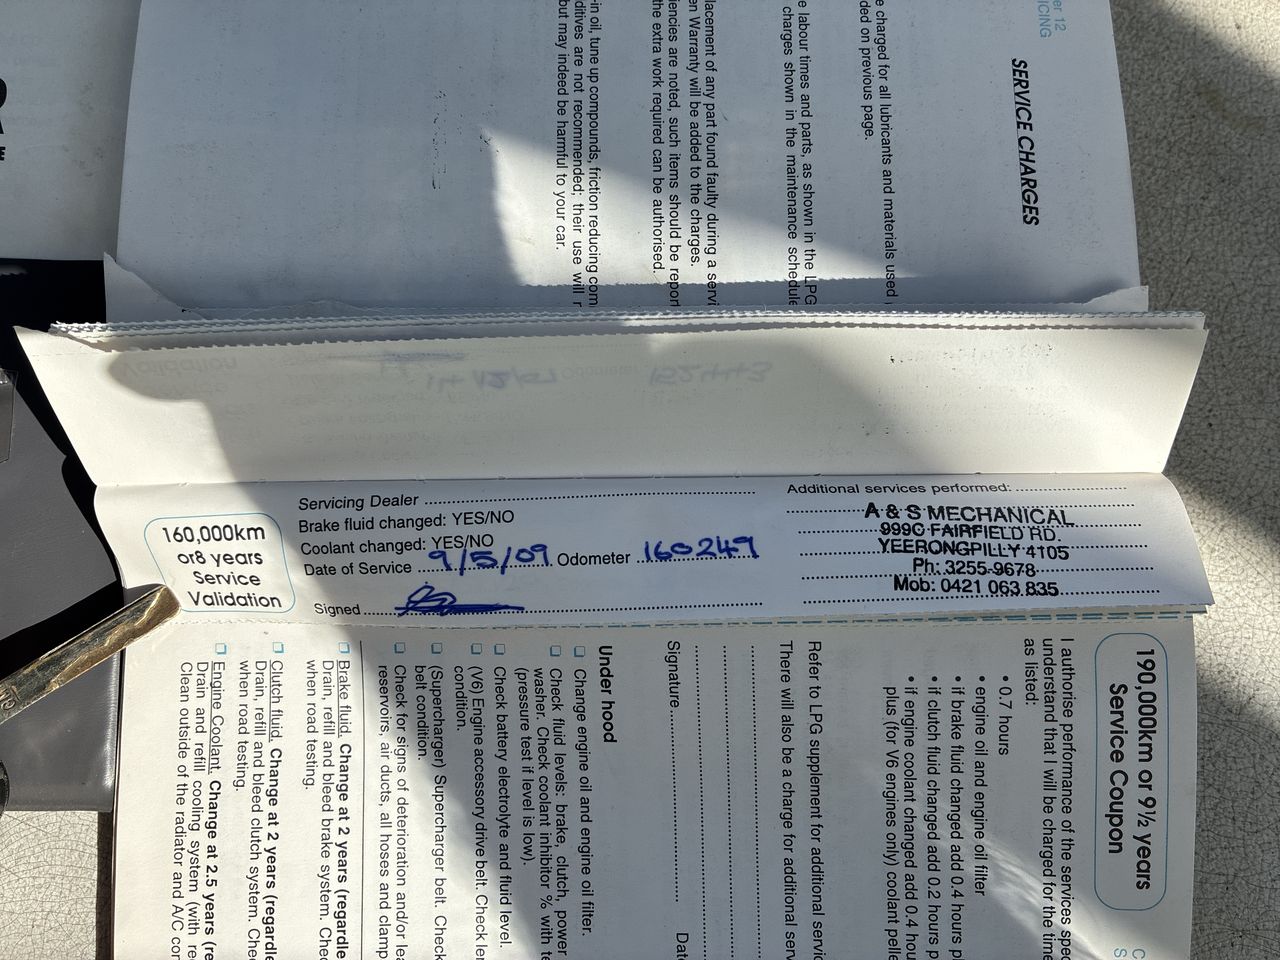 er 12
ICING
SERVICE CHARGES
e charged for all lubricants and materials used
ded on previous page.
e labour times and parts, as shown in the LPG
charges shown in the maintenance schedule
lacement of any part found faulty during a servi
en Warranty will be added to the charges.
iencies are noted, such items should be repor
the extra work required can be authorised.
-in oil, tune up compounds, friction reducing com
ditives are not recommended; their use will r
but may indeed be harmful to your car.
160,000km
or8 years
Service
Validation
Servicing Dealer
Brake fluid changed: YES/NO
Coolant changed: YES/NO
Date of Service 9/5/09 Odometer 160249
Signed
Additional services performed:
A & S MECHANICAL
999C FAIRFIELD RD.
YEERONGPILLY 4105
Ph: 3255-9678
Mob: 0421 063 835
190,000km or 9½ years
Service Coupon
I authorise performance of the services spec
understand that I will be charged for the time
as listed:
• 0.7 hours
• engine oil and engine oil filter
• if brake fluid changed add 0.4 hours p
• if clutch fluid changed add 0.2 hours p
• if engine coolant changed add 0.4 hou
plus (for V6 engines only) coolant pelle
Refer to LPG supplement for additional servic
There will also be a charge for additional serv
Signature Date
Under hood
Change engine oil and engine oil filter.
Check fluid levels: brake, clutch, power
washer. Check coolant inhibitor % with te
(pressure test if level is low).
Check battery electrolyte and fluid level.
(V6) Engine accessory drive belt. Check
condition.
(Supercharger) Supercharger belt. Check
belt condition.
Check for signs of deterioration and/or lea
reservoirs, air ducts, all hoses and clamp
Brake fluid. Change at 2 years (regardle
Drain, refill and bleed brake system. Chec
when road testing.
Clutch fluid. Change at 2 years (regardle
Drain, refill and bleed clutch system. Chec
when road testing.
Engine Coolant. Change at 2.5 years (re
Drain and refill cooling system (with rec
Clean outside of the radiator and A/C con